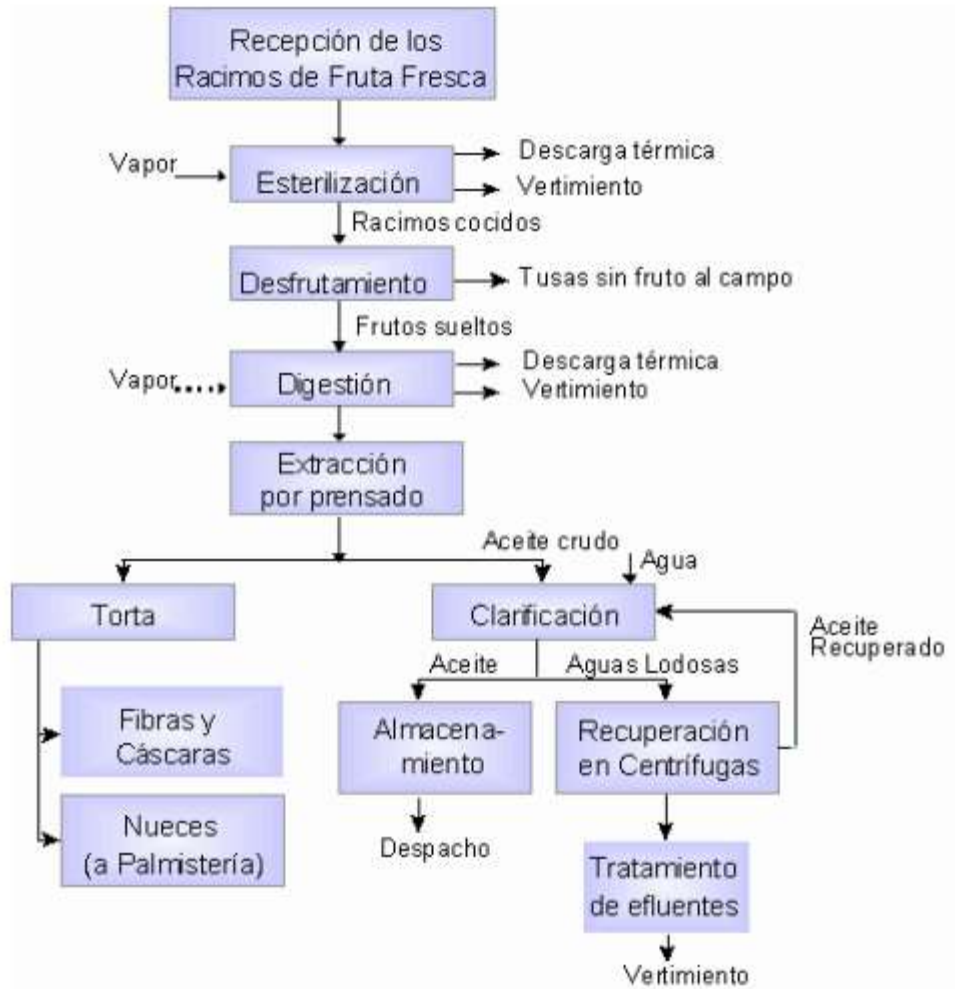 Recepción de los
Racimos de Fruta Fresca
Vapor
Descarga térmica
Esterilización
Vertimiento
Racimos cocidos
Desfrutamiento
Tusas sin fruto al campo
Frutos sueltos
Descarga térmica
Vapor
Digestión
Vertimiento
Extracción
por prensado
Aceite crudo
Agua
Torta
Clarificación
Aceite
Recuperado
Aceite
Aguas Lodosas
Fibras y
Cáscaras
Almacena-
miento
Recuperación
en Centrífugas
Nueces
(a Palmistería)
Despacho
Tratamiento
de efluentes
Vertimiento